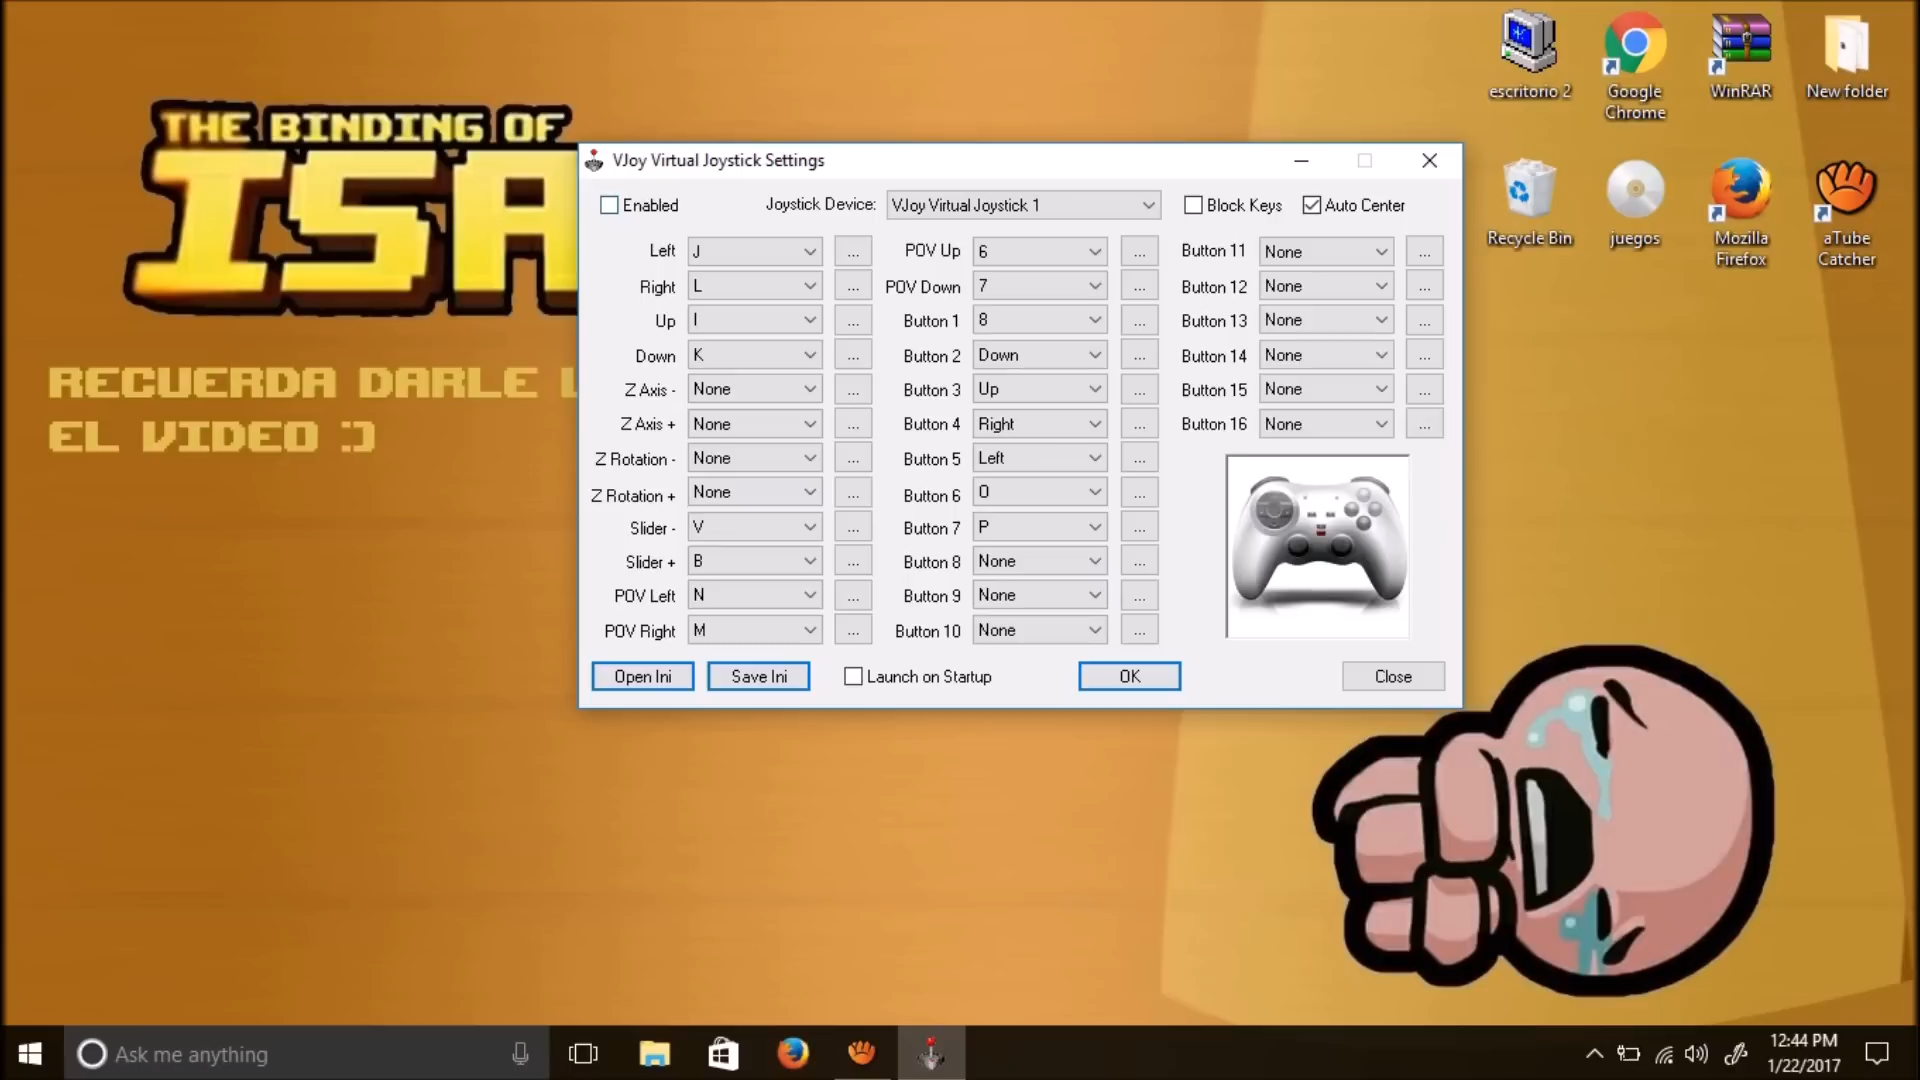 THE BINDING OF
ISA
RECUERDA DARLE L
EL VIDEO :)
escritorio 2
Google Chrome
WinRAR
New folder
Recycle Bin
juegos
Mozilla Firefox
aTube Catcher
VJoy Virtual Joystick Settings
Enabled
Joystick Device: VJoy Virtual Joystick 1
Block Keys
Auto Center
Left J ...
Right L ...
Up I ...
Down K ...
Z Axis - None ...
Z Axis + None ...
Z Rotation - None ...
Z Rotation + None ...
Slider - V ...
Slider + B ...
POV Left N ...
POV Right M ...
POV Up 6 ...
POV Down 7 ...
Button 1 8 ...
Button 2 Down ...
Button 3 Up ...
Button 4 Right ...
Button 5 Left ...
Button 6 O ...
Button 7 P ...
Button 8 None ...
Button 9 None ...
Button 10 None ...
Button 11 None ...
Button 12 None ...
Button 13 None ...
Button 14 None ...
Button 15 None ...
Button 16 None ...
Open Ini
Save Ini
Launch on Startup
OK
Close
Ask me anything
12:44 PM
1/22/2017